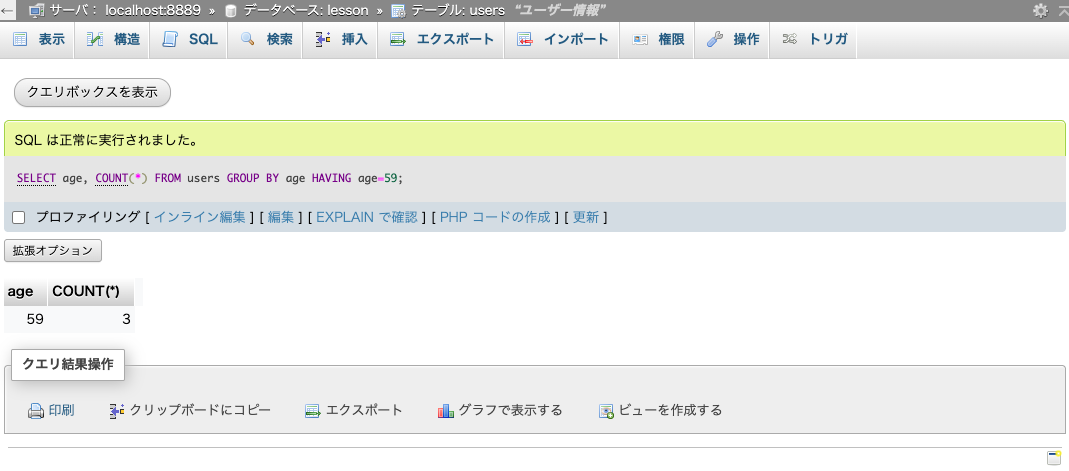 サーバ： localhost:8889 » データベース: lesson » テーブル: users “ユーザー情報”
表示 構造 SQL 検索 挿入 エクスポート インポート 権限 操作 トリガ
クエリボックスを表示
SQL は正常に実行されました。
SELECT age, COUNT(*) FROM users GROUP BY age HAVING age=59;
プロファイリング [ インライン編集 ] [ 編集 ] [ EXPLAIN で確認 ] [ PHP コードの作成 ] [ 更新 ]
拡張オプション
age COUNT(*)
59 3
クエリ結果操作
印刷 クリップボードにコピー エクスポート グラフで表示する ビューを作成する